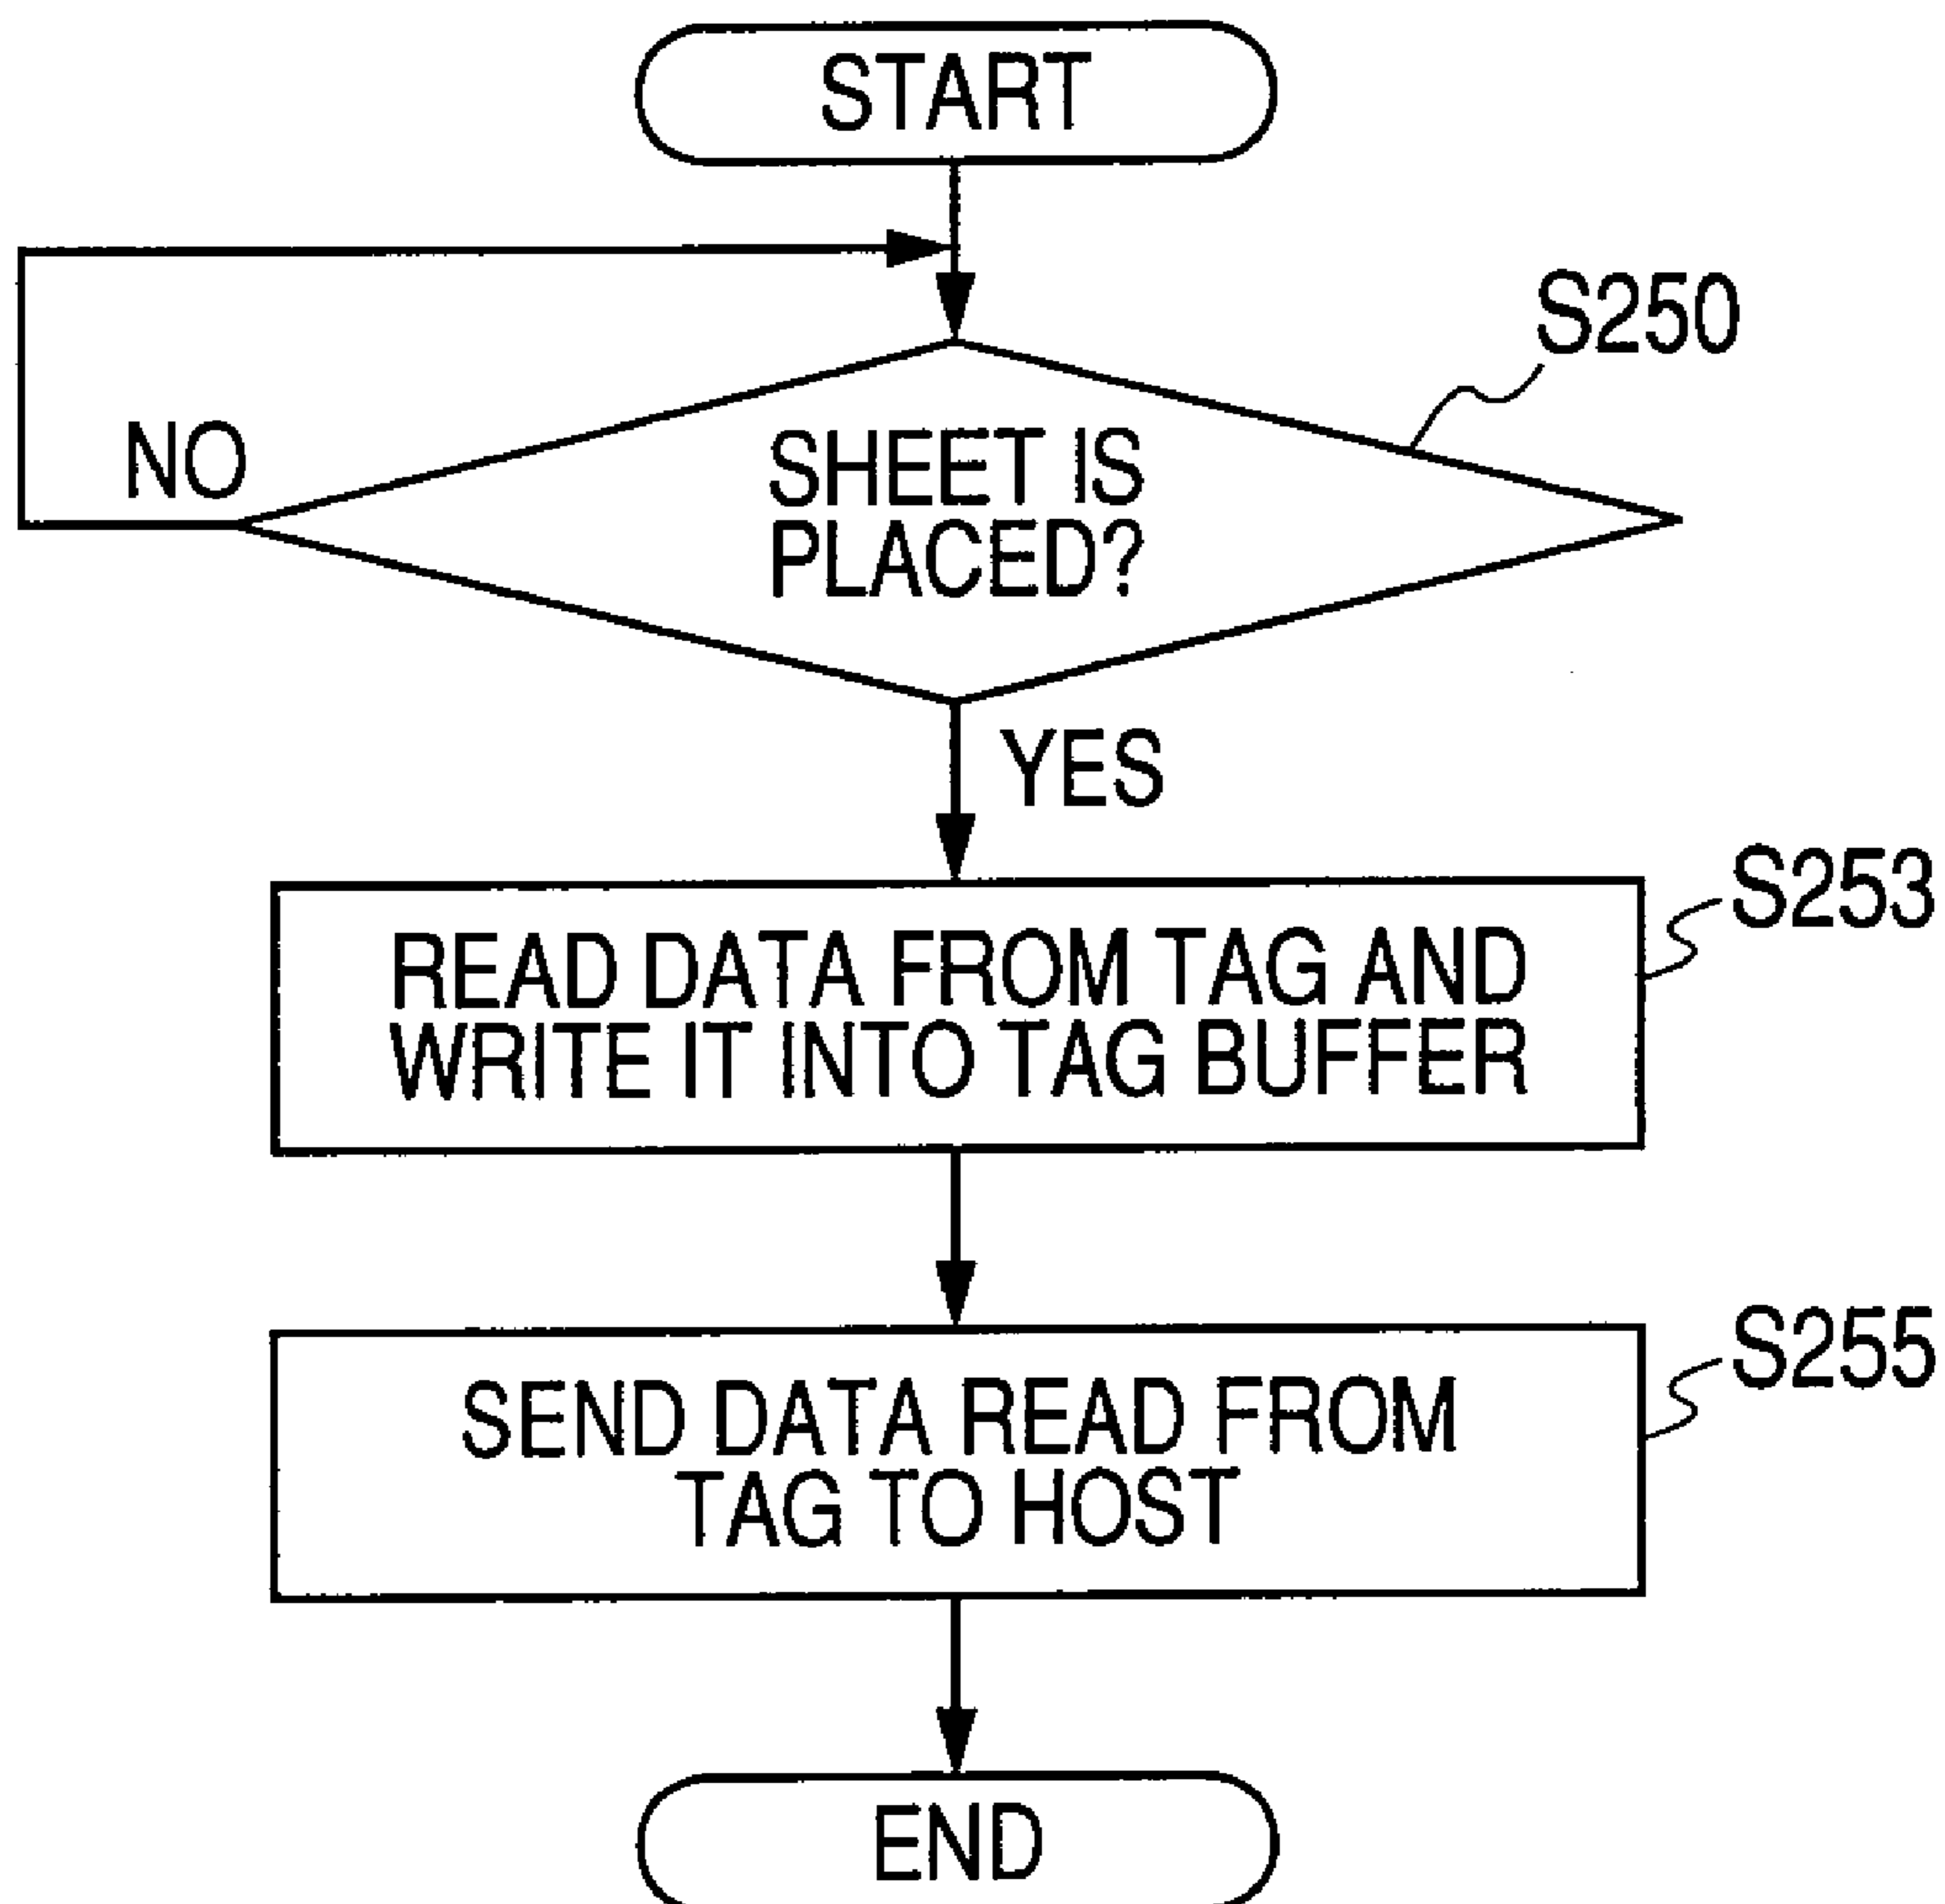 START
S250
NO
SHEET IS
PLACED?
YES
S253
READ DATA FROM TAG AND
WRITE IT INTO TAG BUFFER
S255
SEND DATA READ FROM
TAG TO HOST
END